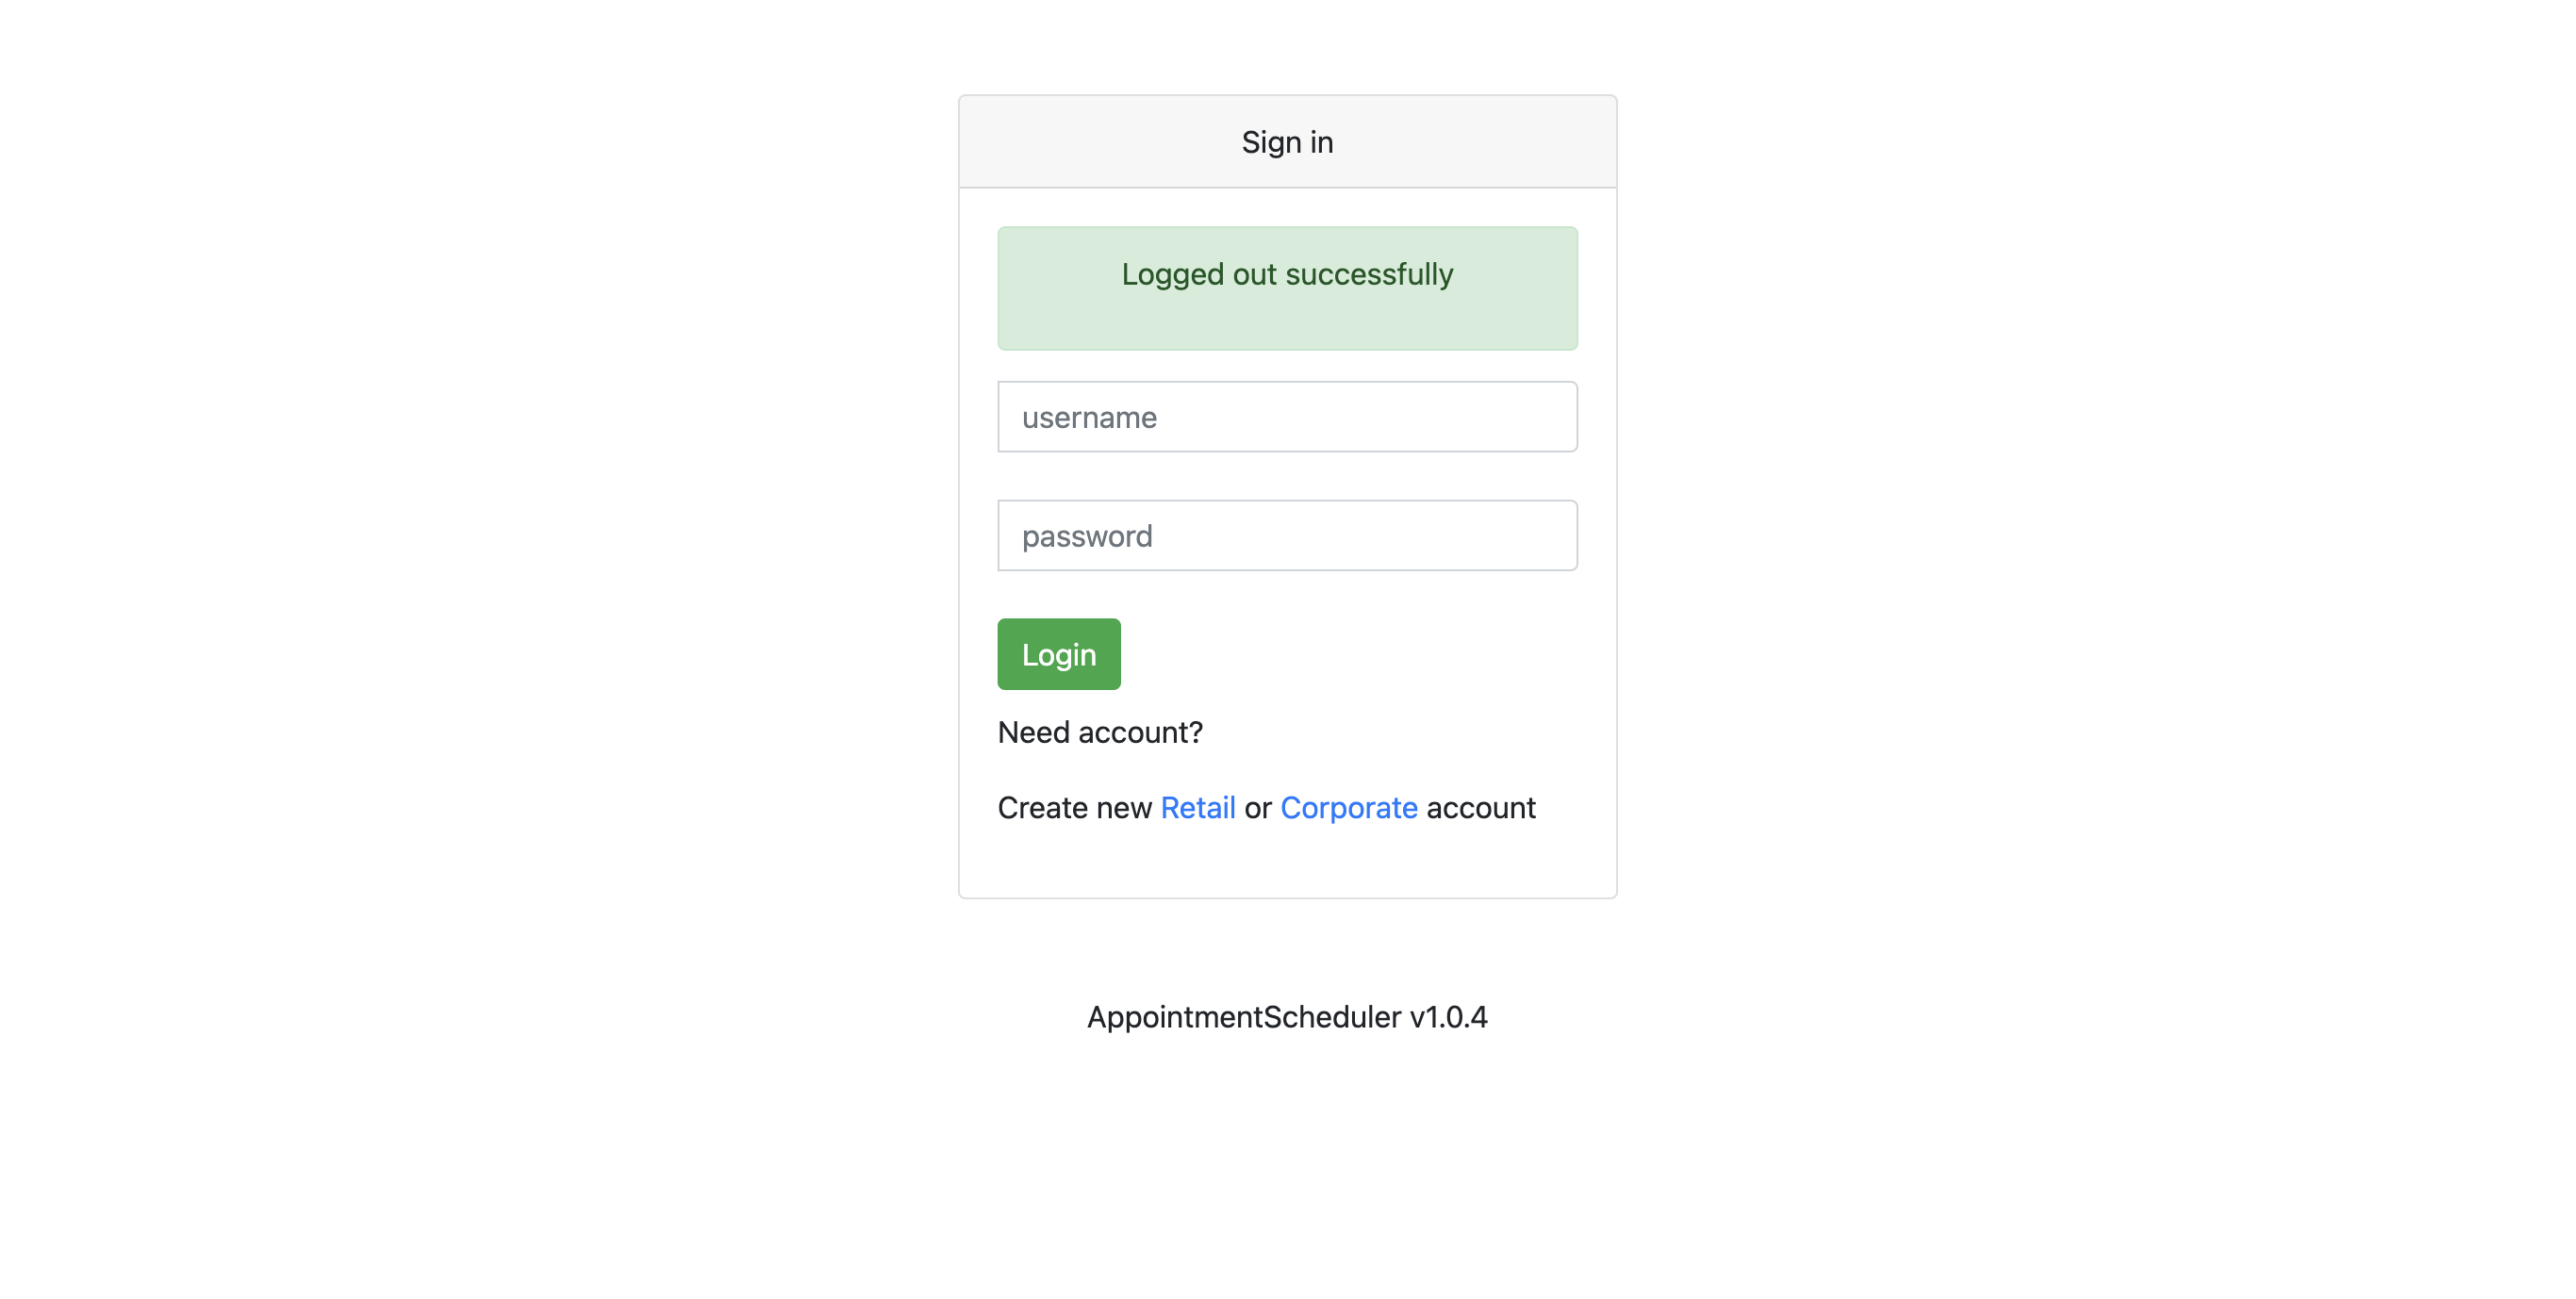 Sign in
Logged out successfully
username
password
Login
Need account?
Create new Retail or Corporate account
AppointmentScheduler v1.0.4